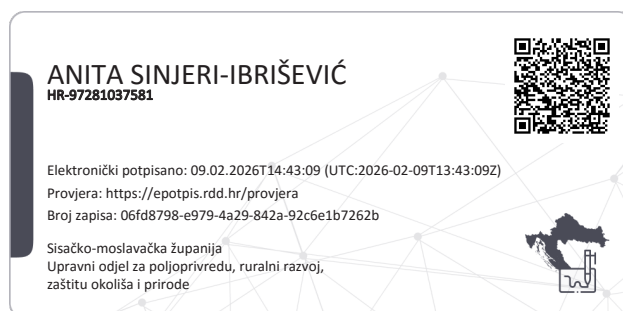 ANITA SINJERI-IBRIŠEVIĆ
HR-97281037581
Elektronički potpisano: 09.02.2026T14:43:09 (UTC:2026-02-09T13:43:09Z)
Provjera: https://epotpis.rdd.hr/provjera
Broj zapisa: 06fd8798-e979-4a29-842a-92c6e1b7262b
Sisačko-moslavačka županija
Upravni odjel za poljoprivredu, ruralni razvoj,
zaštitu okoliša i prirode